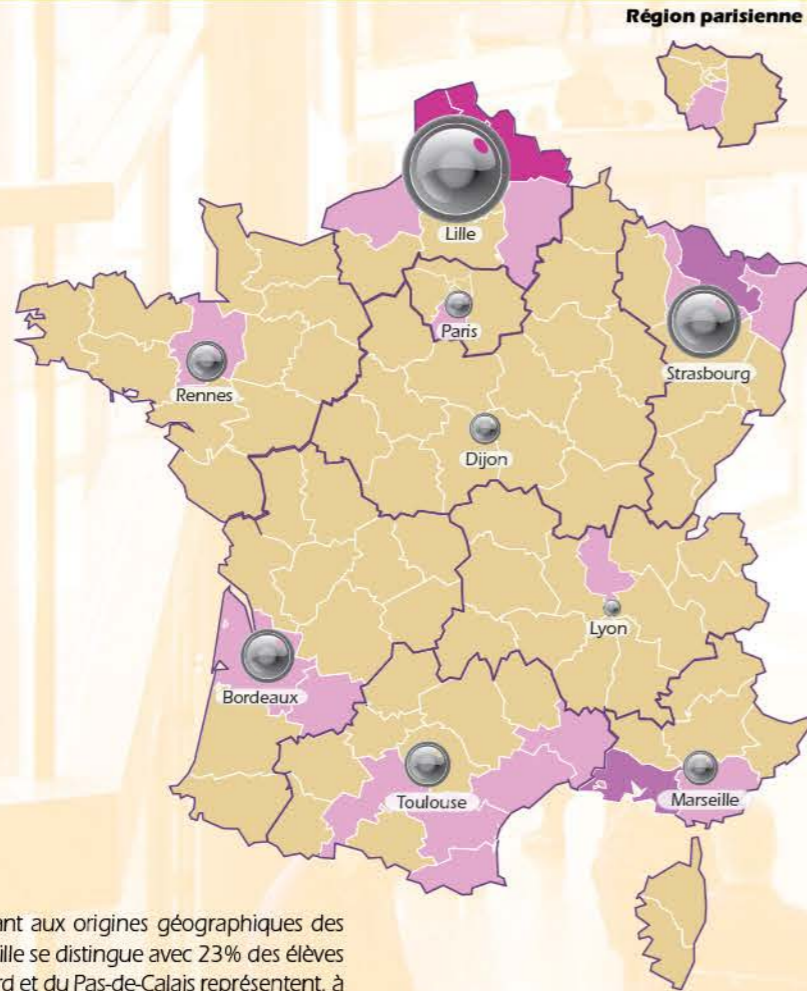 Région parisienne
Lille
Paris
Rennes
Strasbourg
Dijon
Lyon
Bordeaux
Toulouse
Marseille
ant aux origines géographiques des
ille se distingue avec 23% des élèves
rd et du Pas-de-Calais représentent, à